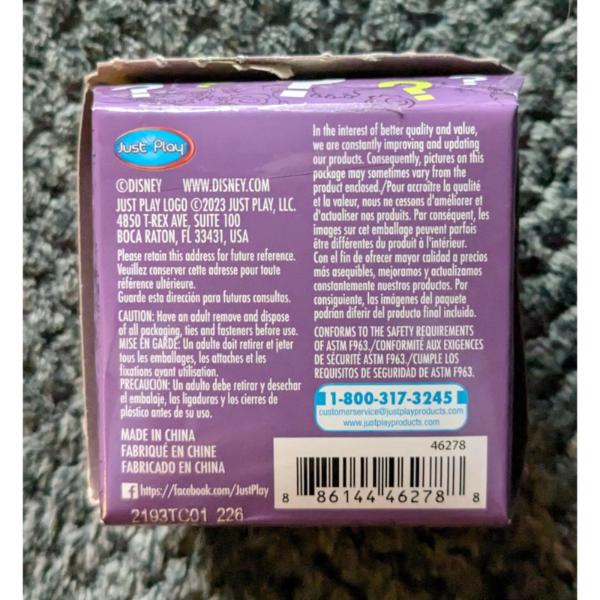 Just Play
©DISNEY WWW.DISNEY.COM
JUST PLAY LOGO ©2023 JUST PLAY, LLC.
4850 T-REX AVE, SUITE 100
BOCA RATON, FL 33431, USA
Please retain this address for future reference.
Veuillez conserver cette adresse pour toute
référence ultérieure.
Guarde esta dirección para futuras consultas.
CAUTION: Have an adult remove and dispose
of all packaging, ties and fasteners before use.
MISE EN GARDE: Un adulte doit retirer et jeter
tous les emballages, les attaches et les
fixations avant utilisation.
PRECAUCIÓN: Un adulto debe retirar y desechar
el embalaje, las ligaduras y los cierres de
plástico antes de su uso.
MADE IN CHINA
FABRIQUÉ EN CHINE
FABRICADO EN CHINA
f https://facebook.com/JustPlay
2193TC01 226
In the interest of better quality and value,
we are constantly improving and updating
our products. Consequently, pictures on this
package may sometimes vary from the
product enclosed./Pour accroître la qualité
et la valeur, nous ne cessons d'améliorer et
d'actualiser nos produits. Par conséquent, les
images sur cet emballage peuvent parfois
être différentes du produit à l'intérieur.
Con el fin de ofrecer mayor calidad a precios
más asequibles, mejoramos y actualizamos
constantemente nuestros productos. Por
consiguiente, las imágenes del paquete
podrían diferir del producto final incluido.
CONFORMS TO THE SAFETY REQUIREMENTS
OF ASTM F963./CONFORMITÉ AUX EXIGENCES
DE SÉCURITÉ ASTM F963./CUMPLE LOS
REQUISITOS DE SEGURIDAD DE ASTM F963.
1-800-317-3245
customerservice@justplayproducts.com
www.justplayproducts.com
46278
8 86144 46278 8